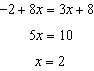 −2 + 8x = 3x + 8
5x = 10
x = 2